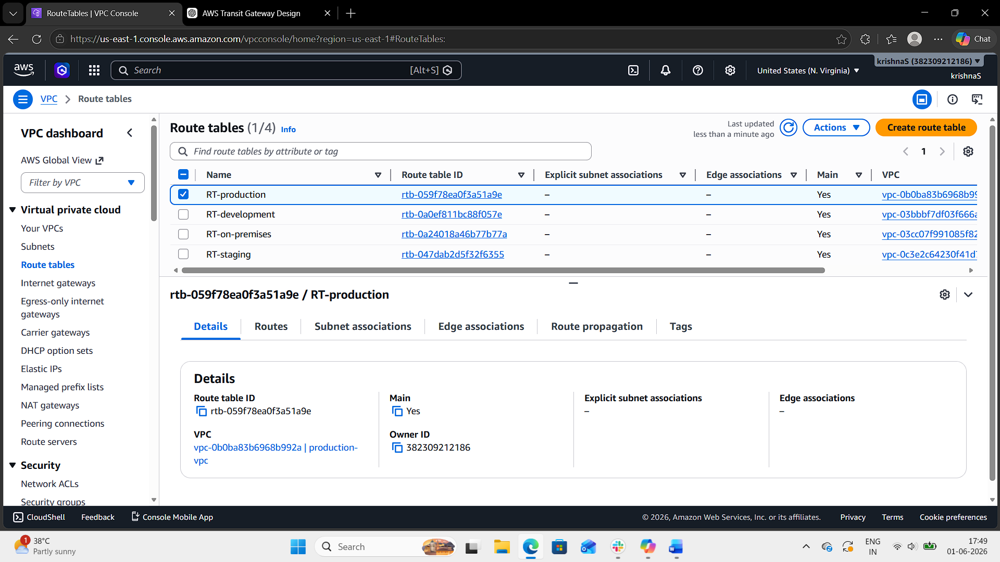 RouteTables | VPC Console
AWS Transit Gateway Design
https://us-east-1.console.aws.amazon.com/vpcconsole/home?region=us-east-1#RouteTables:
Chat
aws
Search
[Alt+S]
United States (N. Virginia)
krishnaS (382309212186)
krishnaS
VPC
Route tables
VPC dashboard
AWS Global View
Filter by VPC
Virtual private cloud
Your VPCs
Subnets
Route tables
Internet gateways
Egress-only internet
gateways
Carrier gateways
DHCP option sets
Elastic IPs
Managed prefix lists
NAT gateways
Peering connections
Route servers
Security
Network ACLs
Security groups
Route tables (1/4) Info
Last updated
less than a minute ago
Actions
Create route table
Find route tables by attribute or tag
1
Name Route table ID Explicit subnet associations Edge associations Main VPC
RT-production rtb-059f78ea0f3a51a9e – – Yes vpc-0b0ba83b6968b99
RT-development rtb-0a0ef811bc88f057e – – Yes vpc-03bbbf7df03f666a
RT-on-premises rtb-0a24018a46b77b77a – – Yes vpc-03cc07f991085f82
RT-staging rtb-047dab2d5f32f6355 – – Yes vpc-0c3e2c64230f41d
rtb-059f78ea0f3a51a9e / RT-production
Details Routes Subnet associations Edge associations Route propagation Tags
Details
Route table ID
rtb-059f78ea0f3a51a9e
Main
Yes
Explicit subnet associations
–
Edge associations
–
VPC
vpc-0b0ba83b6968b992a | production-
vpc
Owner ID
382309212186
CloudShell Feedback Console Mobile App
© 2026, Amazon Web Services, Inc. or its affiliates. Privacy Terms Cookie preferences
1
38°C
Partly sunny
Search
ENG
IN
17:49
01-06-2026